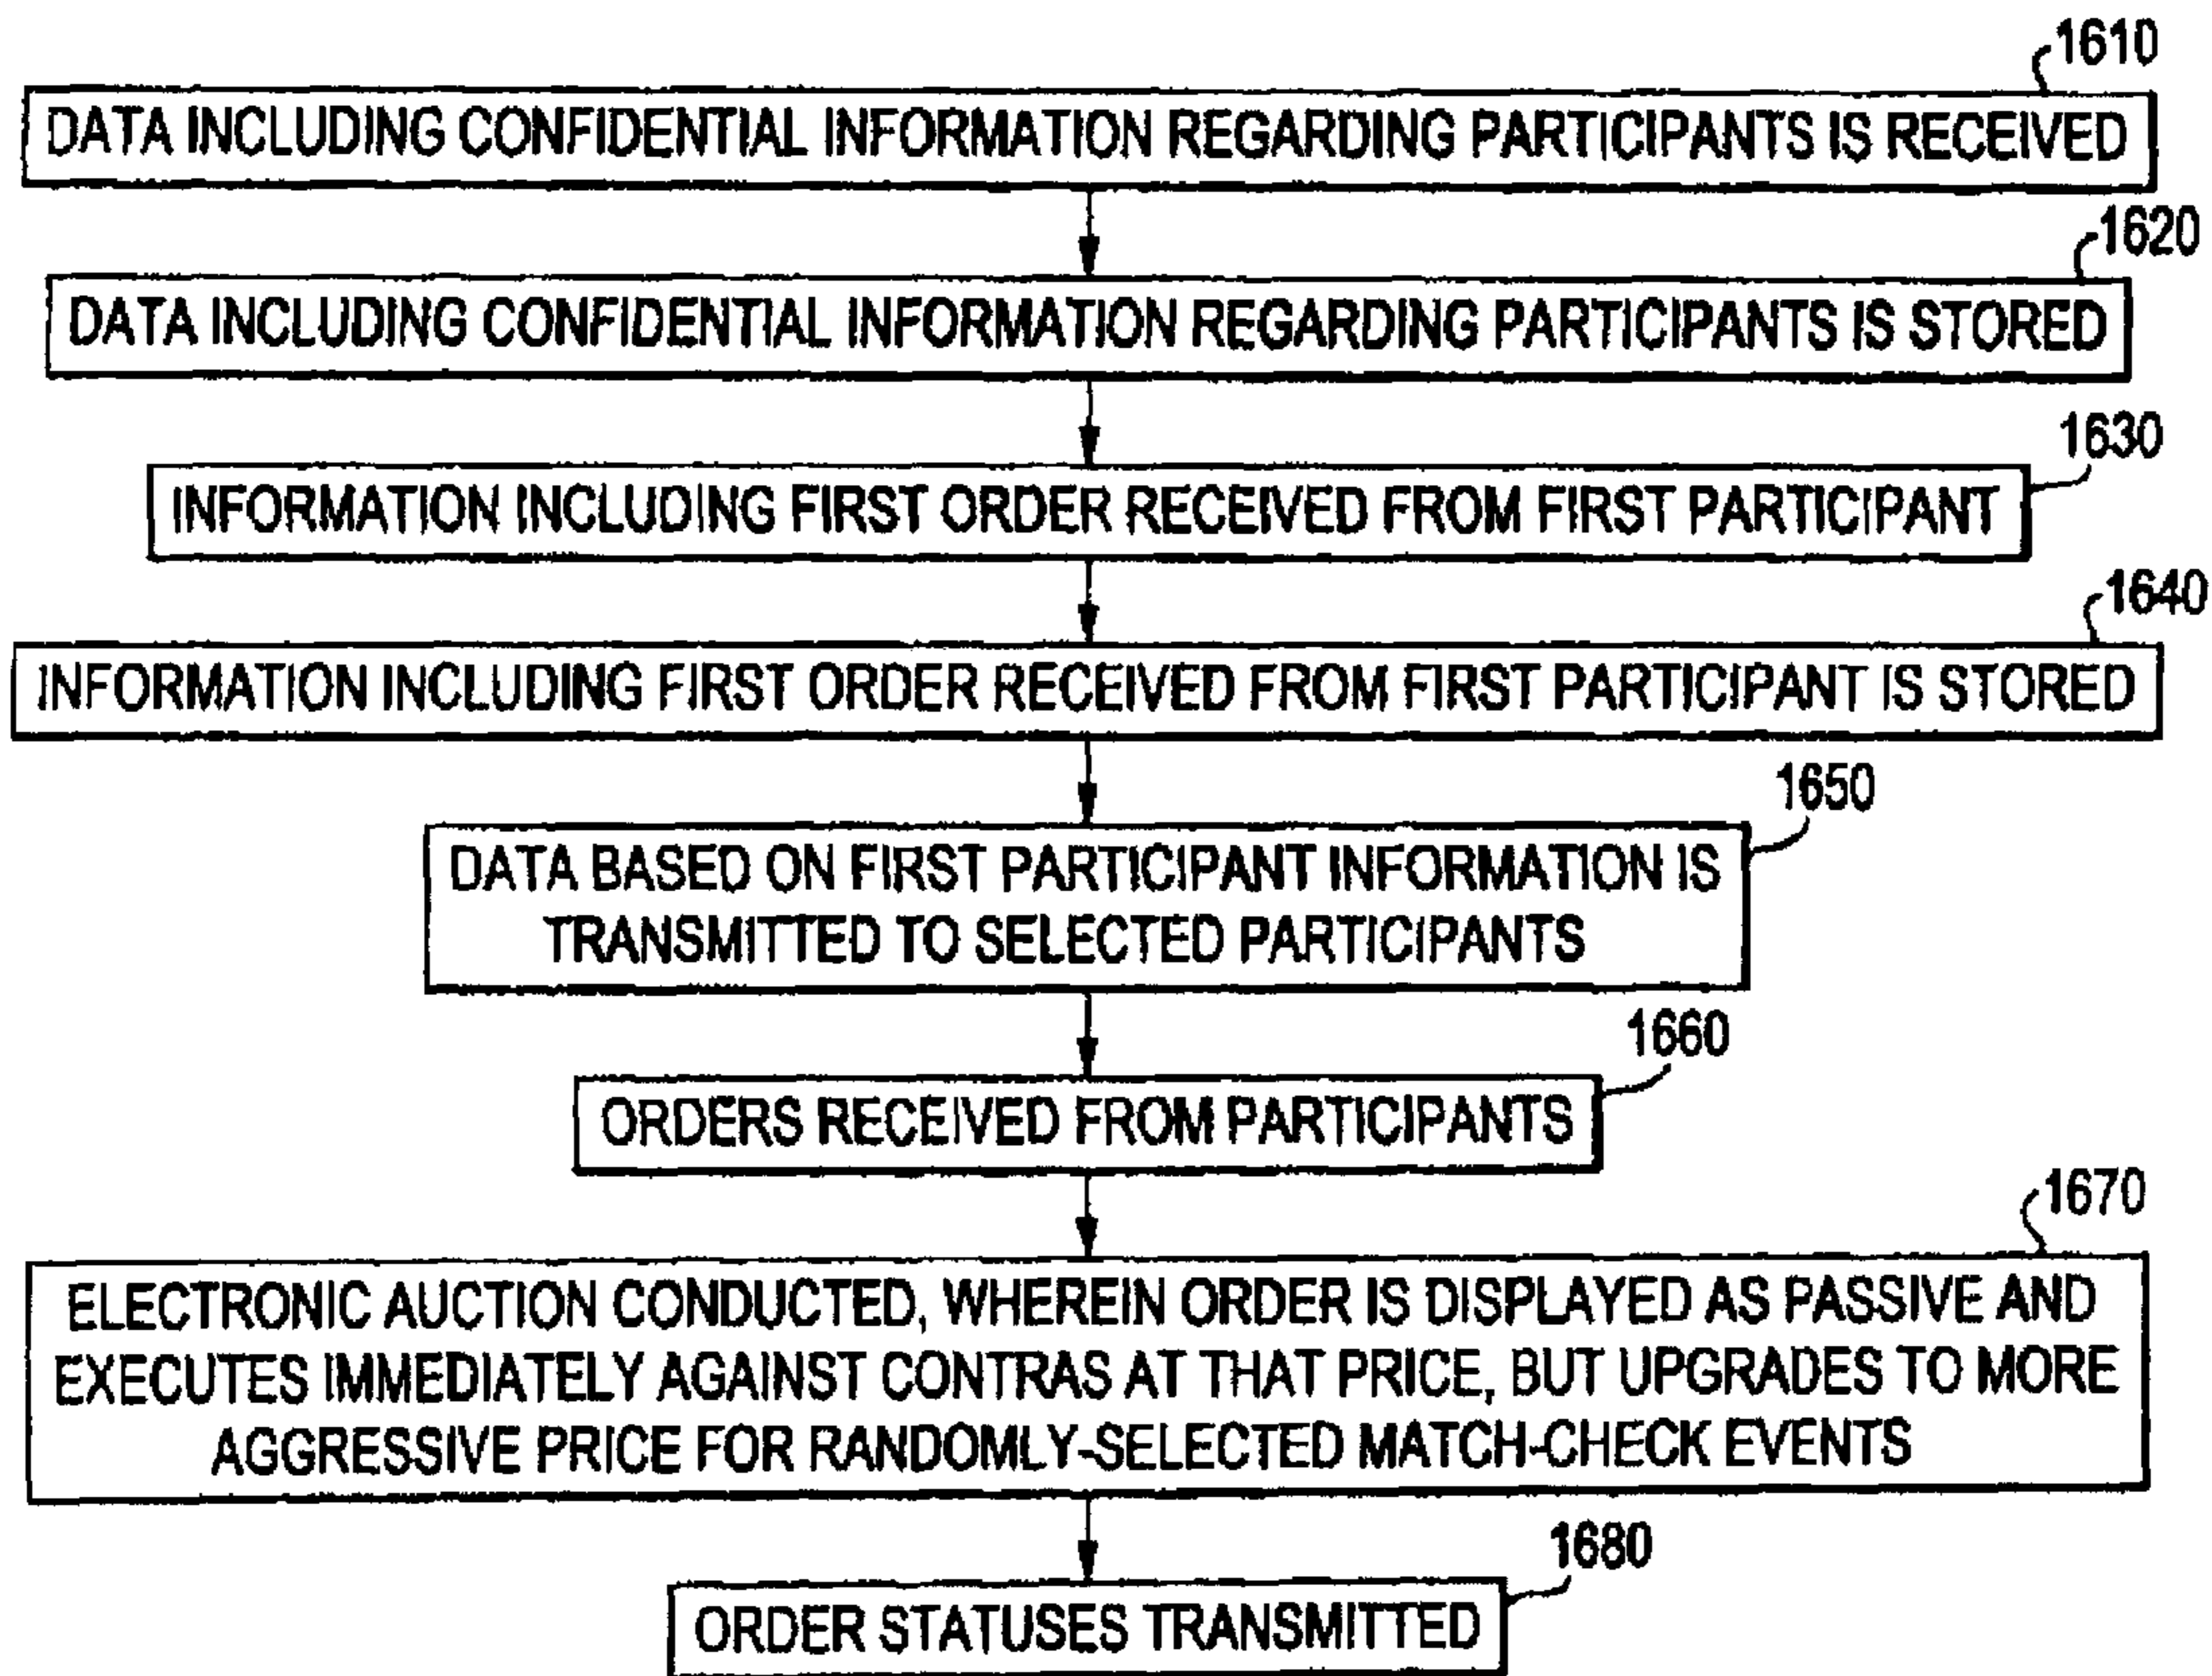 1610
DATA INCLUDING CONFIDENTIAL INFORMATION REGARDING PARTICIPANTS IS RECEIVED
1620
DATA INCLUDING CONFIDENTIAL INFORMATION REGARDING PARTICIPANTS IS STORED
1630
INFORMATION INCLUDING FIRST ORDER RECEIVED FROM FIRST PARTICIPANT
1640
INFORMATION INCLUDING FIRST ORDER RECEIVED FROM FIRST PARTICIPANT IS STORED
1650
DATA BASED ON FIRST PARTICIPANT INFORMATION IS
TRANSMITTED TO SELECTED PARTICIPANTS
1660
ORDERS RECEIVED FROM PARTICIPANTS
1670
ELECTRONIC AUCTION CONDUCTED, WHEREIN ORDER IS DISPLAYED AS PASSIVE AND
EXECUTES IMMEDIATELY AGAINST CONTRAS AT THAT PRICE, BUT UPGRADES TO MORE
AGGRESSIVE PRICE FOR RANDOMLY-SELECTED MATCH-CHECK EVENTS
1680
ORDER STATUSES TRANSMITTED